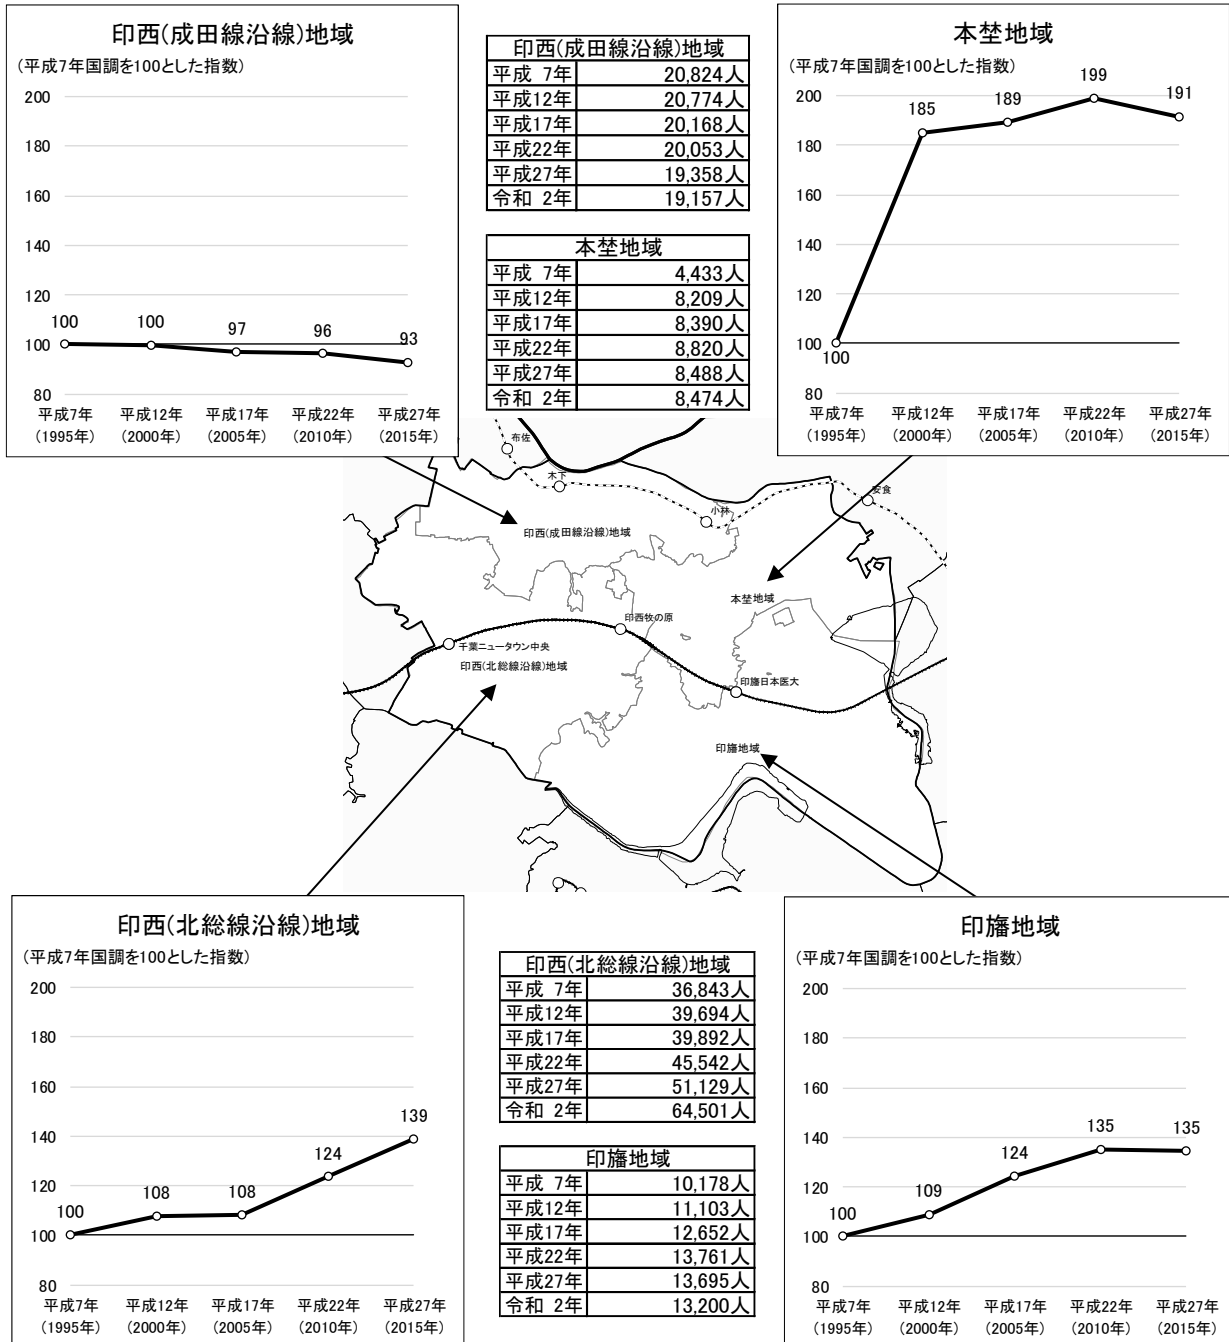 印西(成田線沿線)地域
(平成7年国調を100とした指数)
200
180
160
140
120
100
80
100
100
97
96
93
平成7年 平成12年 平成17年 平成22年 平成27年
(1995年) (2000年) (2005年) (2010年) (2015年)
印西(成田線沿線)地域
平成 7年 20,824人
平成12年 20,774人
平成17年 20,168人
平成22年 20,053人
平成27年 19,358人
令和 2年 19,157人
本埜地域
平成 7年 4,433人
平成12年 8,209人
平成17年 8,390人
平成22年 8,820人
平成27年 8,488人
令和 2年 8,474人
本埜地域
(平成7年国調を100とした指数)
200
180
160
140
120
100
80
100
185
189
199
191
平成7年 平成12年 平成17年 平成22年 平成27年
(1995年) (2000年) (2005年) (2010年) (2015年)
布佐
木下
小林
安食
印西(成田線沿線)地域
本埜地域
印西牧の原
千葉ニュータウン中央
印西(北総線沿線)地域
印旛日本医大
印旛地域
印西(北総線沿線)地域
(平成7年国調を100とした指数)
200
180
160
140
120
100
80
100
108
108
124
139
平成7年 平成12年 平成17年 平成22年 平成27年
(1995年) (2000年) (2005年) (2010年) (2015年)
印西(北総線沿線)地域
平成 7年 36,843人
平成12年 39,694人
平成17年 39,892人
平成22年 45,542人
平成27年 51,129人
令和 2年 64,501人
印旛地域
平成 7年 10,178人
平成12年 11,103人
平成17年 12,652人
平成22年 13,761人
平成27年 13,695人
令和 2年 13,200人
印旛地域
(平成7年国調を100とした指数)
200
180
160
140
120
100
80
100
109
124
135
135
平成7年 平成12年 平成17年 平成22年 平成27年
(1995年) (2000年) (2005年) (2010年) (2015年)